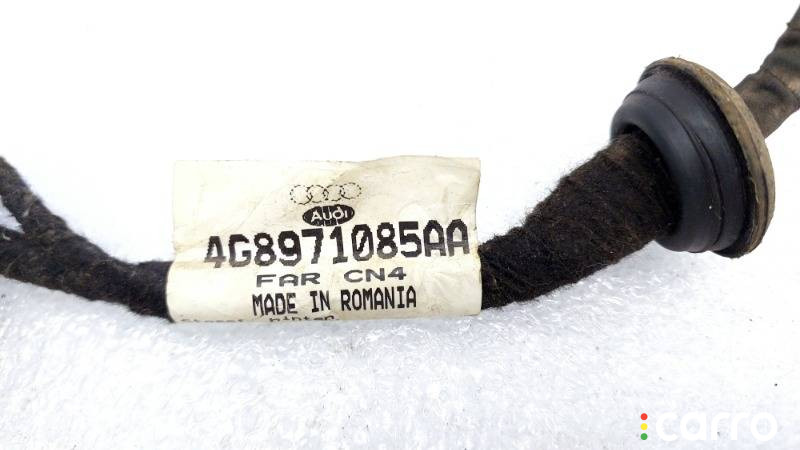 Audi
4G8971085AA
FAR CN4
MADE IN ROMANIA
carro